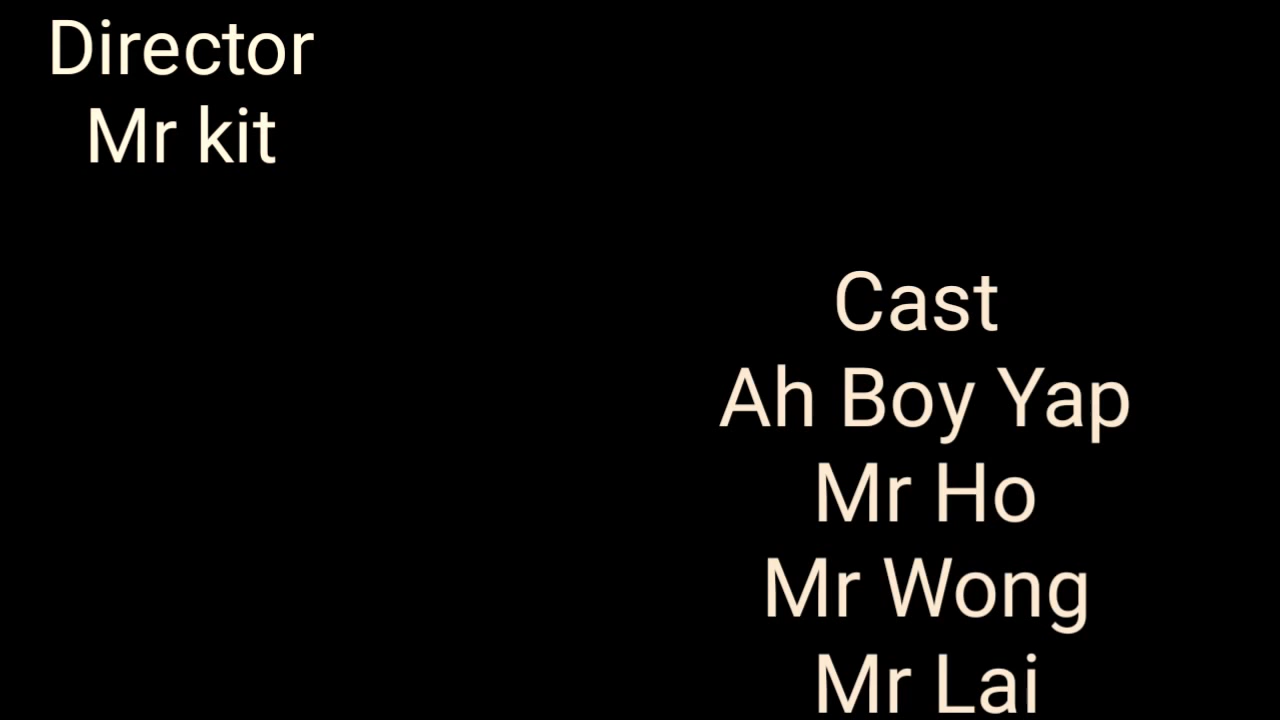 Director
Mr kit
Cast
Ah Boy Yap
Mr Ho
Mr Wong
Mr Lai